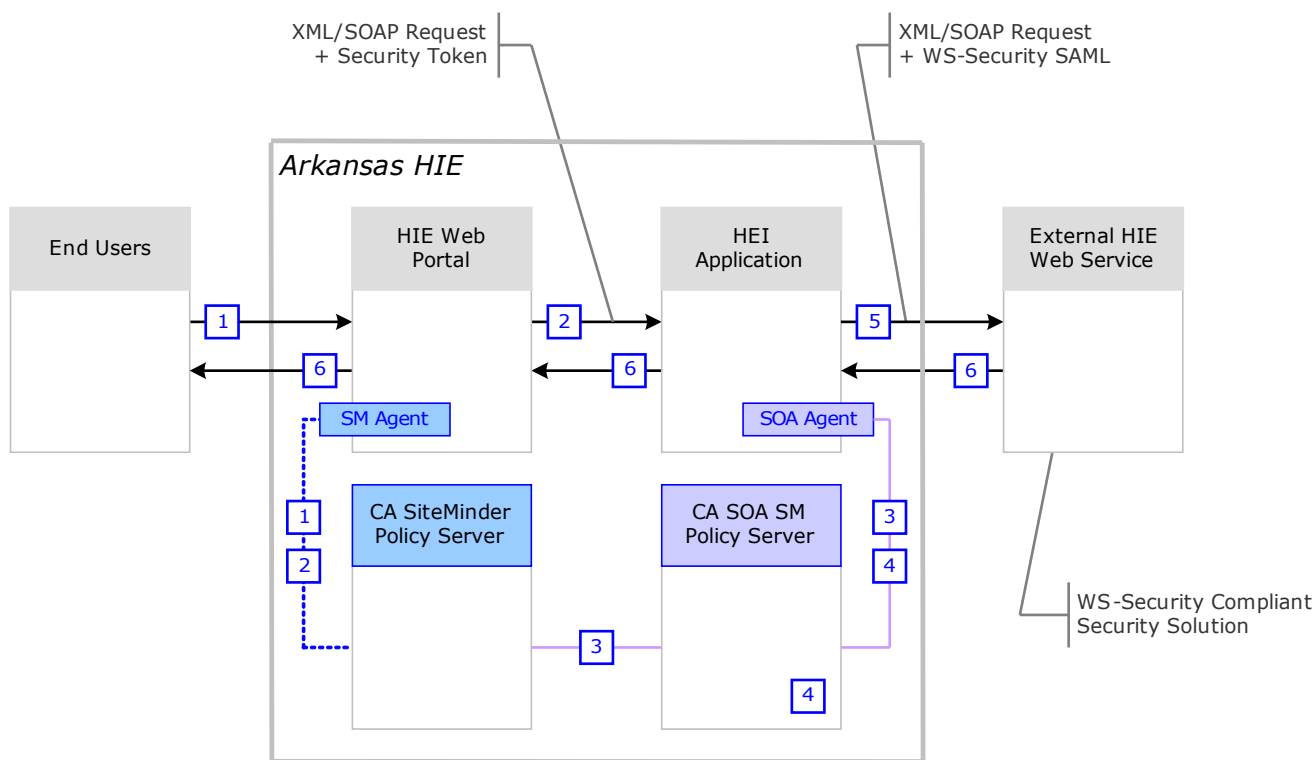 XML/SOAP Request
+ Security Token
XML/SOAP Request
+ WS-Security SAML
Arkansas HIE
End Users
HIE Web
Portal
HEI
Application
External HIE
Web Service
1
2
5
6
6
6
SM Agent
SOA Agent
CA SiteMinder
Policy Server
CA SOA SM
Policy Server
1
2
3
4
3
4
WS-Security Compliant
Security Solution